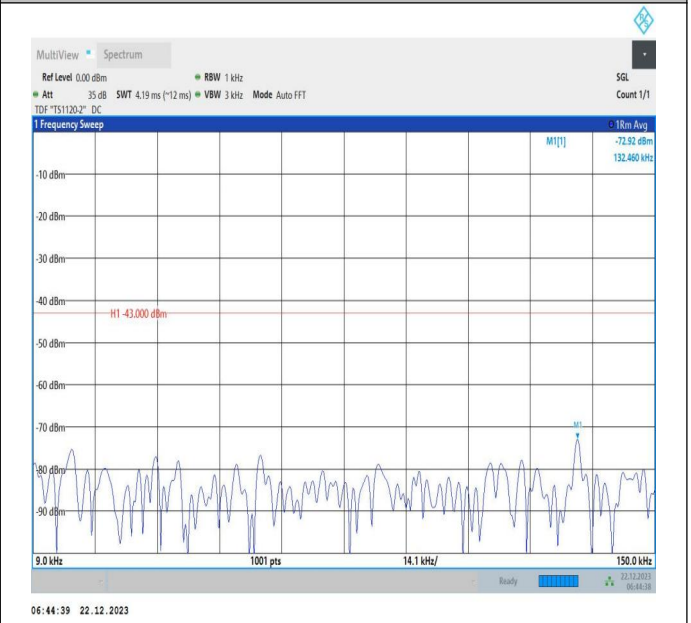 R&S
MultiView Spectrum
Ref Level 0.00 dBm RBW 1 kHz SGL
Att 35 dB SWT 4.19 ms (~12 ms) VBW 3 kHz Mode Auto FFT Count 1/1
TDF "TS1120-2" DC
1 Frequency Sweep 1Rm Avg
M1[1] -72.92 dBm
132.460 kHz
-10 dBm
-20 dBm
-30 dBm
-40 dBm
H1 -43.000 dBm
-50 dBm
-60 dBm
-70 dBm
M1
-80 dBm
-90 dBm
9.0 kHz 1001 pts 14.1 kHz/ 150.0 kHz
Ready 22.12.2023
06:44:38
06:44:39 22.12.2023